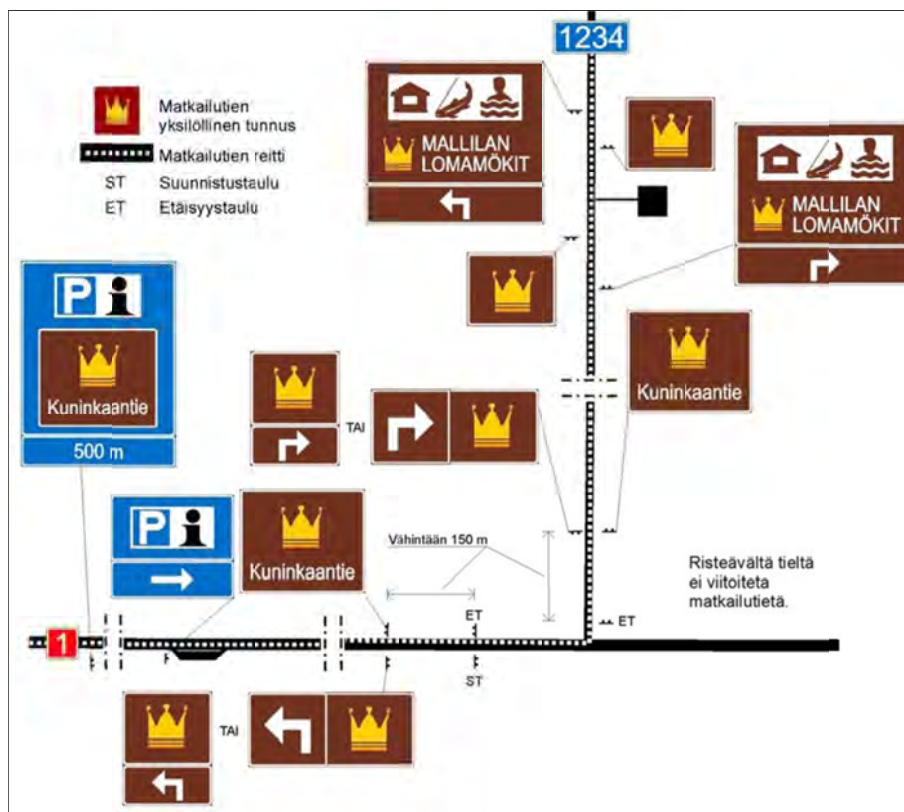 1234
Matkailutien
yksilöllinen tunnus
Matkailutien reitti
ST Suunnistustaulu
ET Etäisyystaulu
MALLILAN
LOMAMÖKIT
MALLILAN
LOMAMÖKIT
P i
Kuninkaantie
500 m
TAI
Kuninkaantie
P i
Kuninkaantie
Vähintään 150 m
Risteävältä tieltä
ei viitoiteta
matkailutietä.
ET
ET
1
ST
TAI